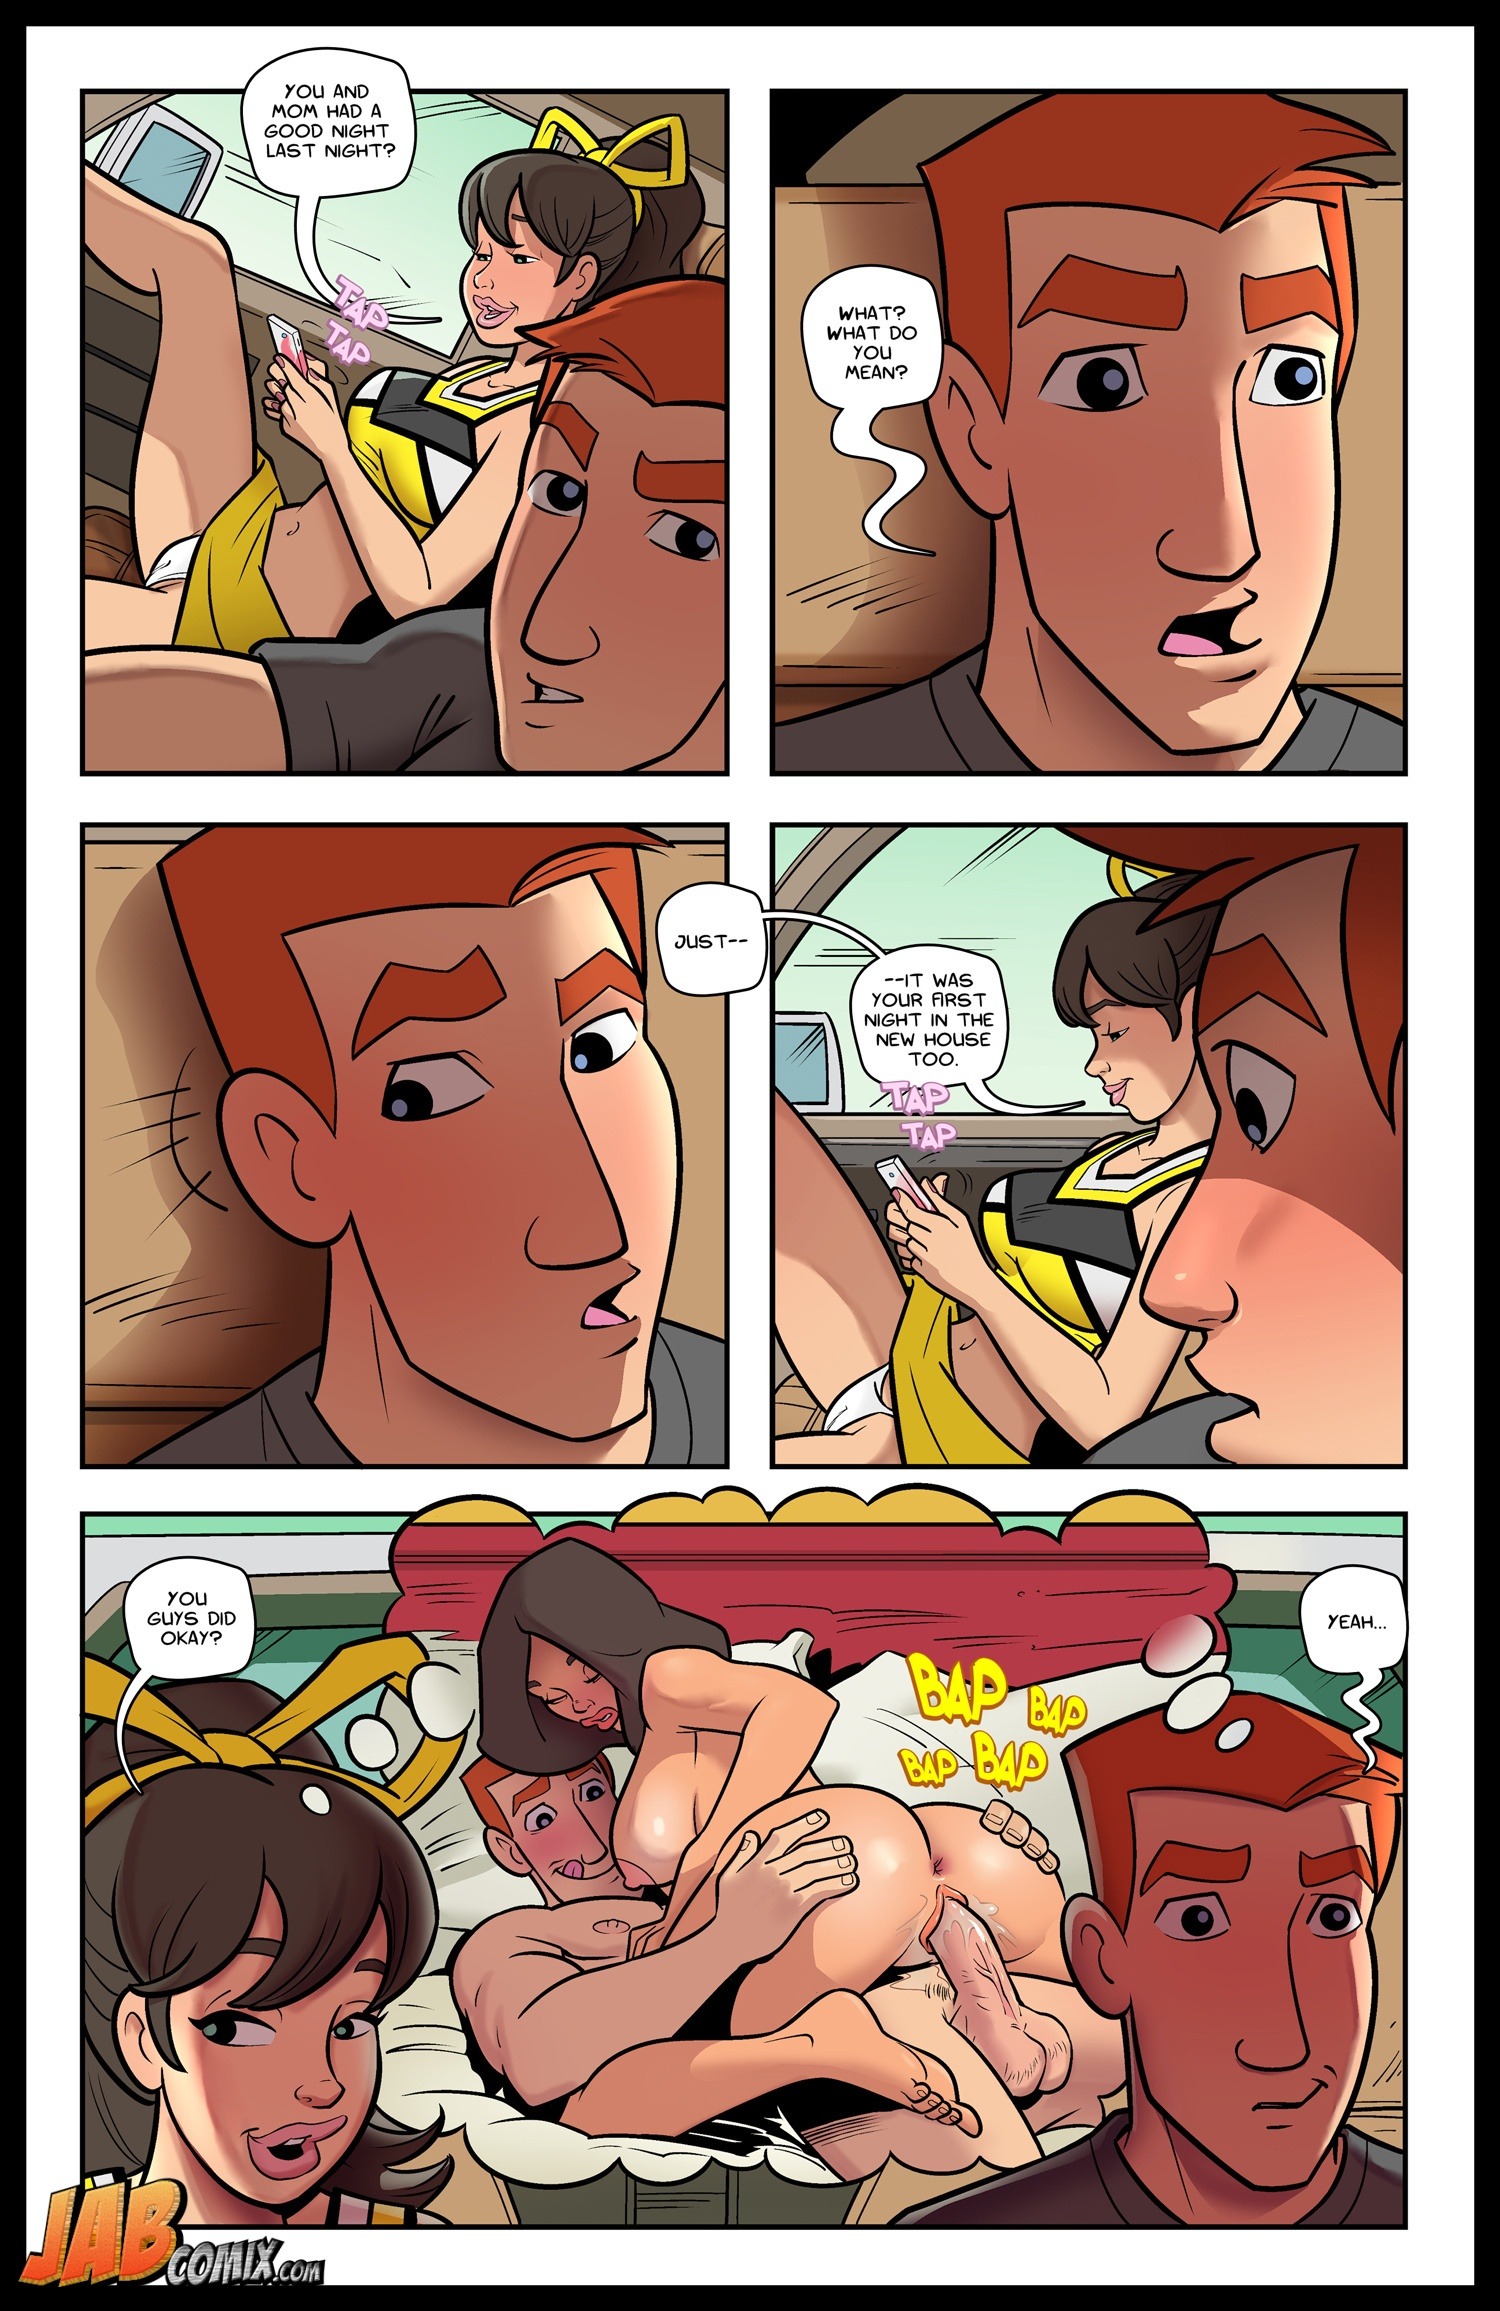 YOU AND
MOM HAD A
GOOD NIGHT
LAST NIGHT?
TAP
TAP
WHAT?
WHAT DO
YOU
MEAN?
JUST--
--IT WAS
YOUR FIRST
NIGHT IN THE
NEW HOUSE
TOO.
TAP
TAP
YOU
GUYS DID
OKAY?
BAP BAP
BAP BAP
YEAH...
JAB
COMIX.COM